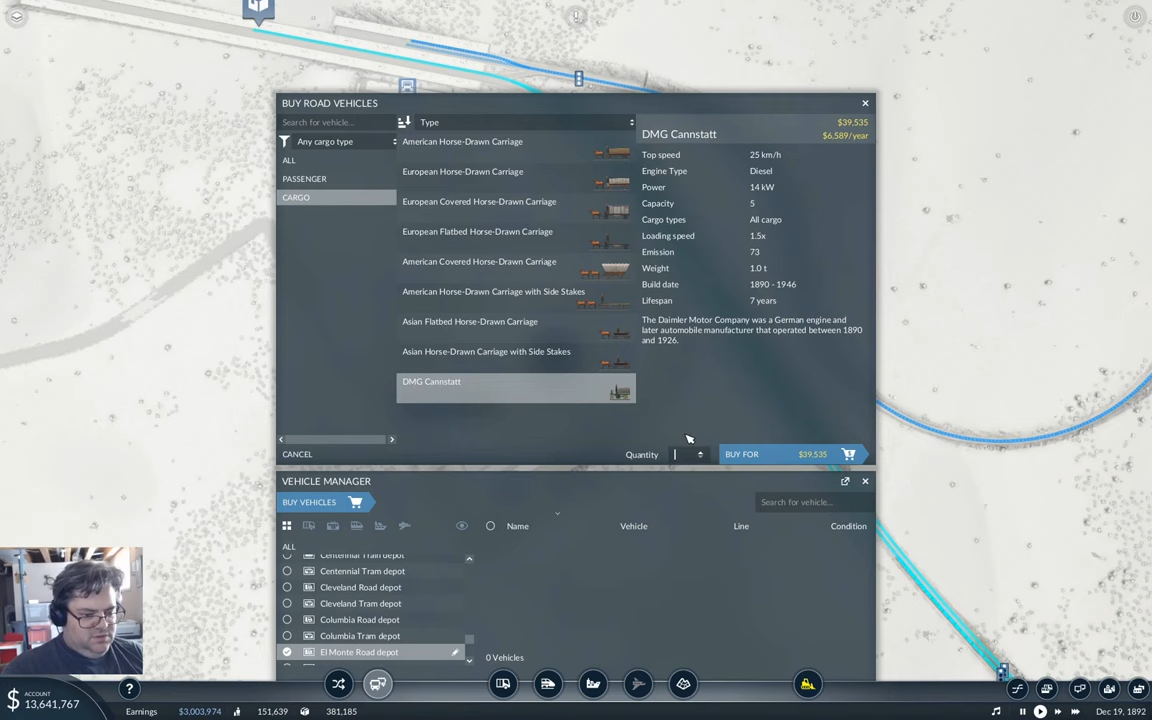 BUY ROAD VEHICLES
Search for vehicle...
Type
Any cargo type
ALL
PASSENGER
CARGO
American Horse-Drawn Carriage
European Horse-Drawn Carriage
European Covered Horse-Drawn Carriage
European Flatbed Horse-Drawn Carriage
American Covered Horse-Drawn Carriage
American Horse-Drawn Carriage with Side Stakes
Asian Flatbed Horse-Drawn Carriage
Asian Horse-Drawn Carriage with Side Stakes
DMG Cannstatt
$39,535
DMG Cannstatt
$6,589/year
Top speed 25 km/h
Engine Type Diesel
Power 14 kW
Capacity 5
Cargo types All cargo
Loading speed 1.5x
Emission 73
Weight 1.0 t
Build date 1890 - 1946
Lifespan 7 years
The Daimler Motor Company was a German engine and
later automobile manufacturer that operated between 1890
and 1926.
CANCEL
Quantity
BUY FOR $39,535
VEHICLE MANAGER
BUY VEHICLES
Search for vehicle...
Name Vehicle Line Condition
ALL
Centennial Train depot
Centennial Tram depot
Cleveland Road depot
Cleveland Tram depot
Columbia Road depot
Columbia Tram depot
El Monte Road depot
0 Vehicles
$ ACCOUNT
13,641,767
?
Earnings $3,003,974 151,639 381,185
Dec 19, 1892